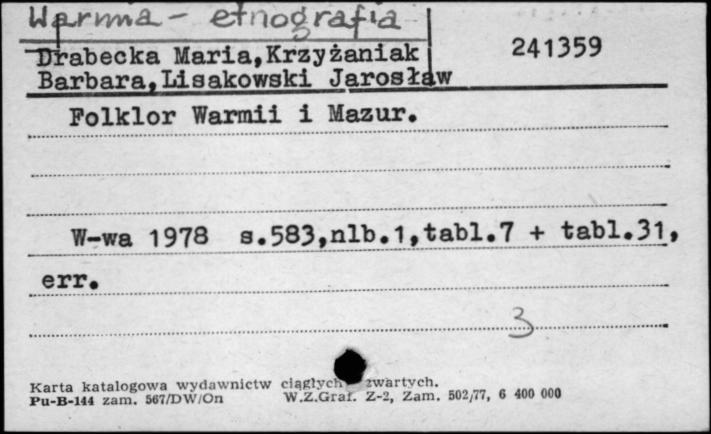 Warmia - etnografia
Drabecka Maria,Krzyżaniak
Barbara,Lisakowski Jarosław
241359
Folklor Warmii i Mazur.
W-wa 1978 s.583,nlb.1,tabl.7 + tabl.31,
err.
3
Karta katalogowa wydawnictw ciągłych zwartych.
Pu-B-144 zam. 567/DW/On W.Z.Graf. Z-2, Zam. 502/77, 6 400 000